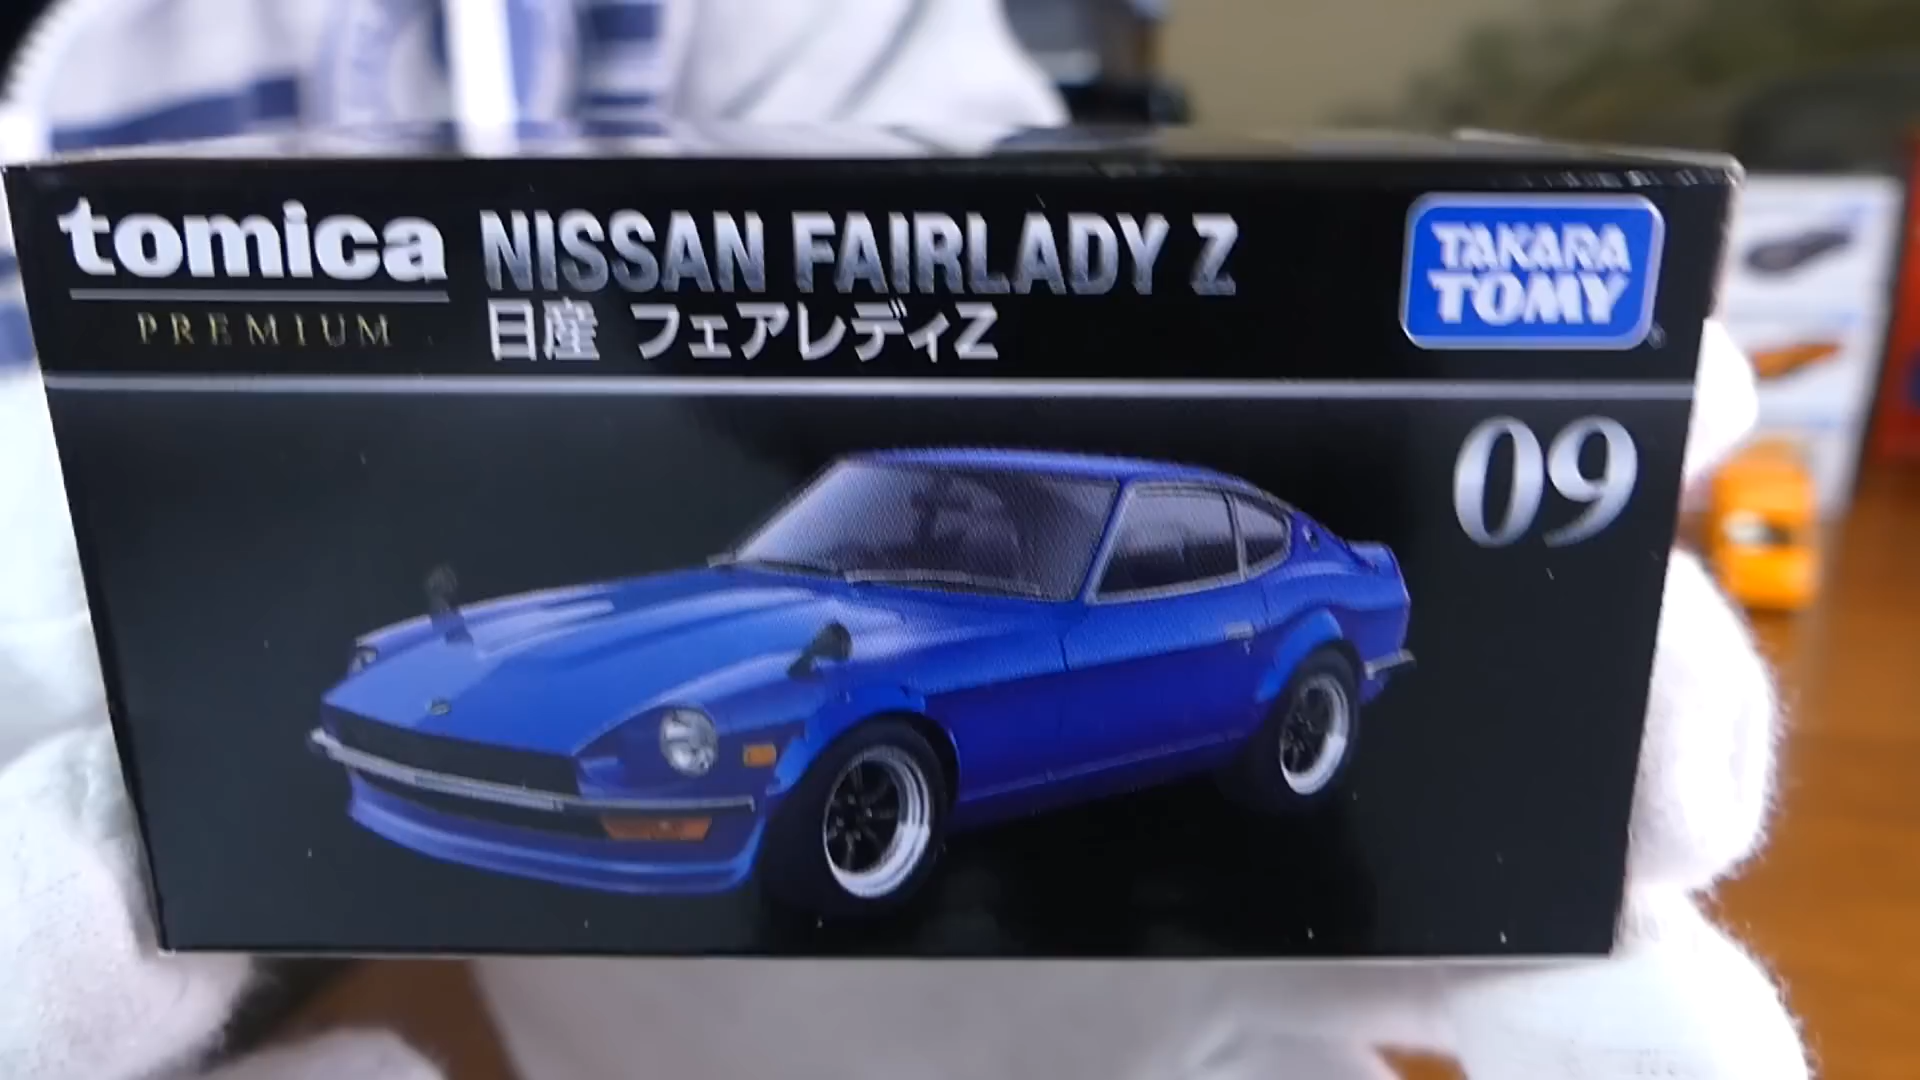 tomica
PREMIUM
NISSAN FAIRLADY Z
日産 フェアレディZ
TAKARA
TOMY
09